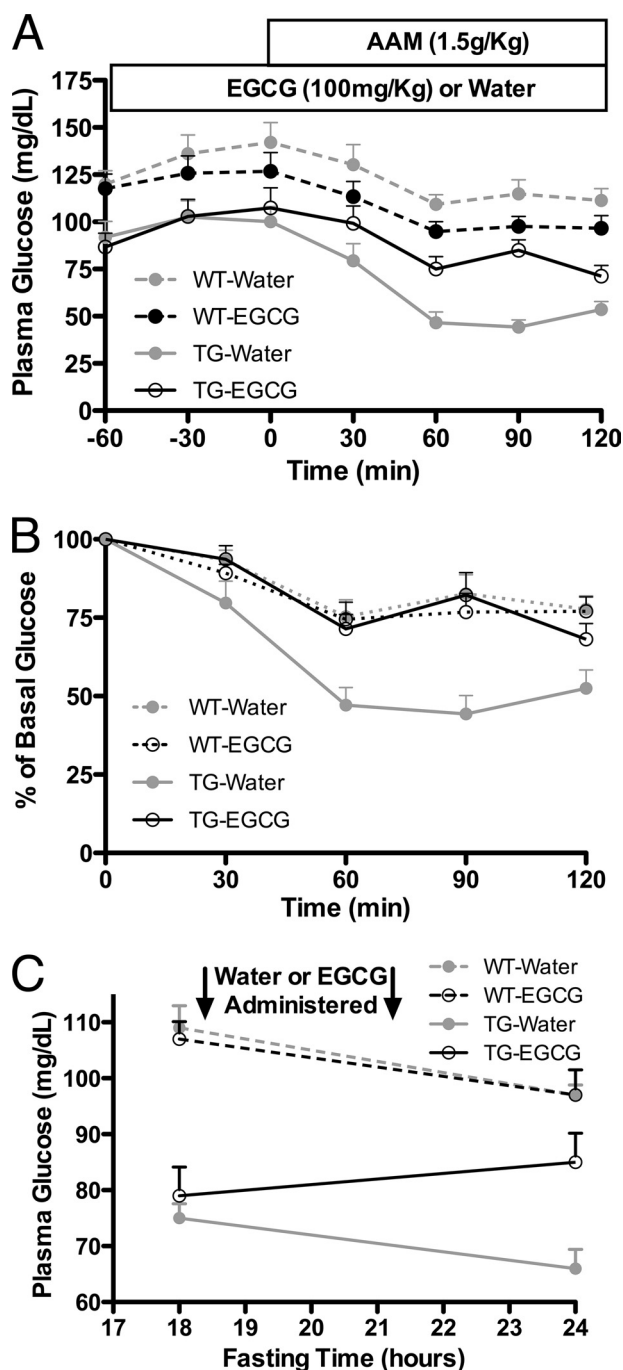 A
AAM (1.5g/Kg)
EGCG (100mg/Kg) or Water
Plasma Glucose (mg/dL)
175
150
125
100
75
50
25
0
WT-Water
WT-EGCG
TG-Water
TG-EGCG
-60 -30 0 30 60 90 120
Time (min)
B
% of Basal Glucose
100
75
50
25
0
WT-Water
WT-EGCG
TG-Water
TG-EGCG
0 30 60 90 120
Time (min)
C
Water or EGCG
Administered
WT-Water
WT-EGCG
TG-Water
TG-EGCG
Plasma Glucose (mg/dL)
110
100
90
80
70
60
17 18 19 20 21 22 23 24
Fasting Time (hours)